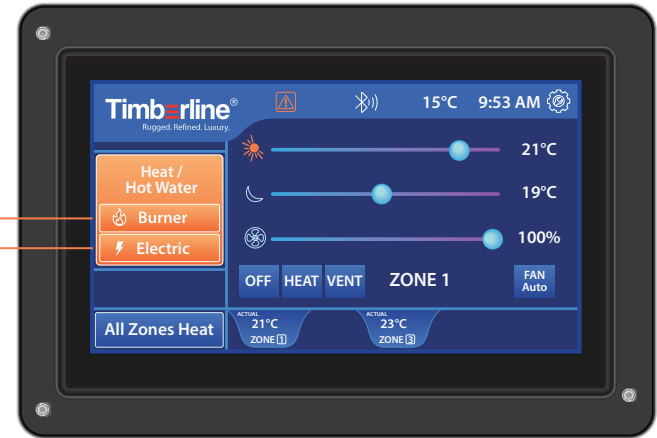 Timberline®
Rugged. Refined. Luxury.
15°C 9:53 AM
21°C
Heat /
Hot Water
19°C
Burner
100%
Electric
OFF HEAT VENT ZONE 1 FAN
Auto
All Zones Heat
ACTUAL
21°C
ZONE 1
ACTUAL
23°C
ZONE 3